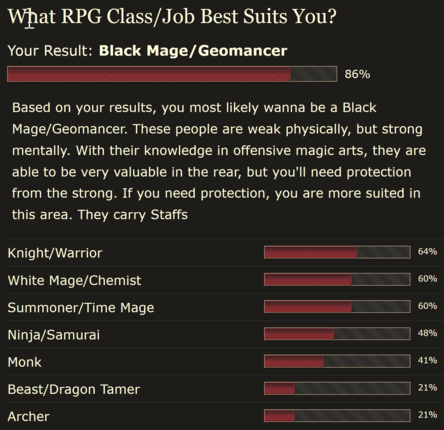 What RPG Class/Job Best Suits You?
Your Result: Black Mage/Geomancer
86%
Based on your results, you most likely wanna be a Black
Mage/Geomancer. These people are weak physically, but strong
mentally. With their knowledge in offensive magic arts, they are
able to be very valuable in the rear, but you'll need protection
from the strong. If you need protection, you are more suited in
this area. They carry Staffs
Knight/Warrior 64%
White Mage/Chemist 60%
Summoner/Time Mage 60%
Ninja/Samurai 48%
Monk 41%
Beast/Dragon Tamer 21%
Archer 21%